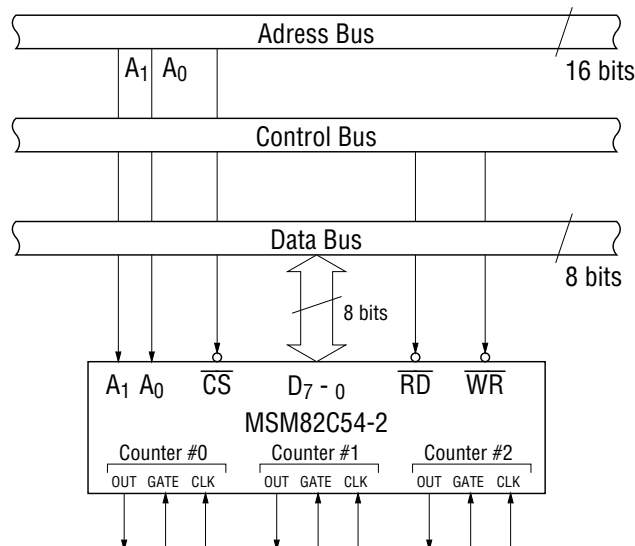 Adress Bus
A1 A0
16 bits
Control Bus
Data Bus
8 bits
8 bits
A1 A0 CS D7 - 0 RD WR
MSM82C54-2
Counter #0 Counter #1 Counter #2
OUT GATE CLK OUT GATE CLK OUT GATE CLK